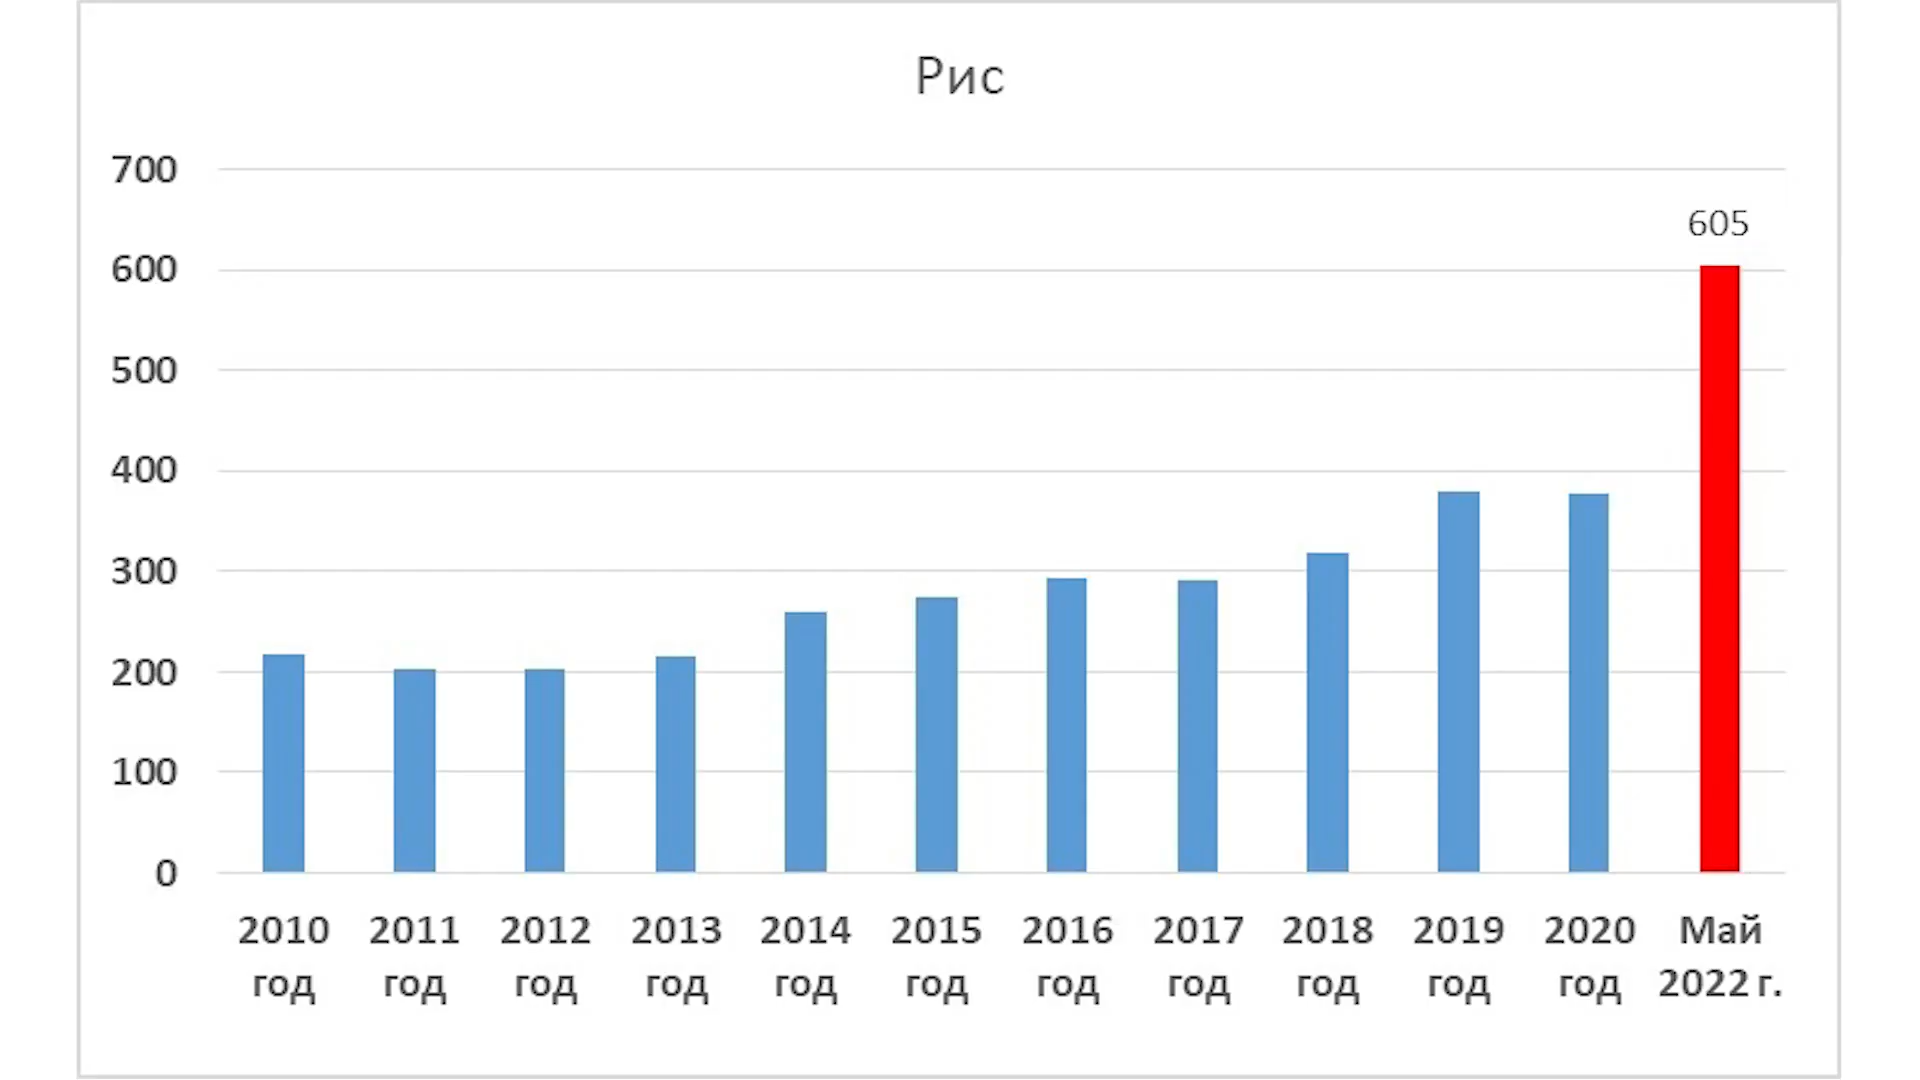 Рис
700
600
500
400
300
200
100
0
605
2010 год
2011 год
2012 год
2013 год
2014 год
2015 год
2016 год
2017 год
2018 год
2019 год
2020 год
Май 2022 г.